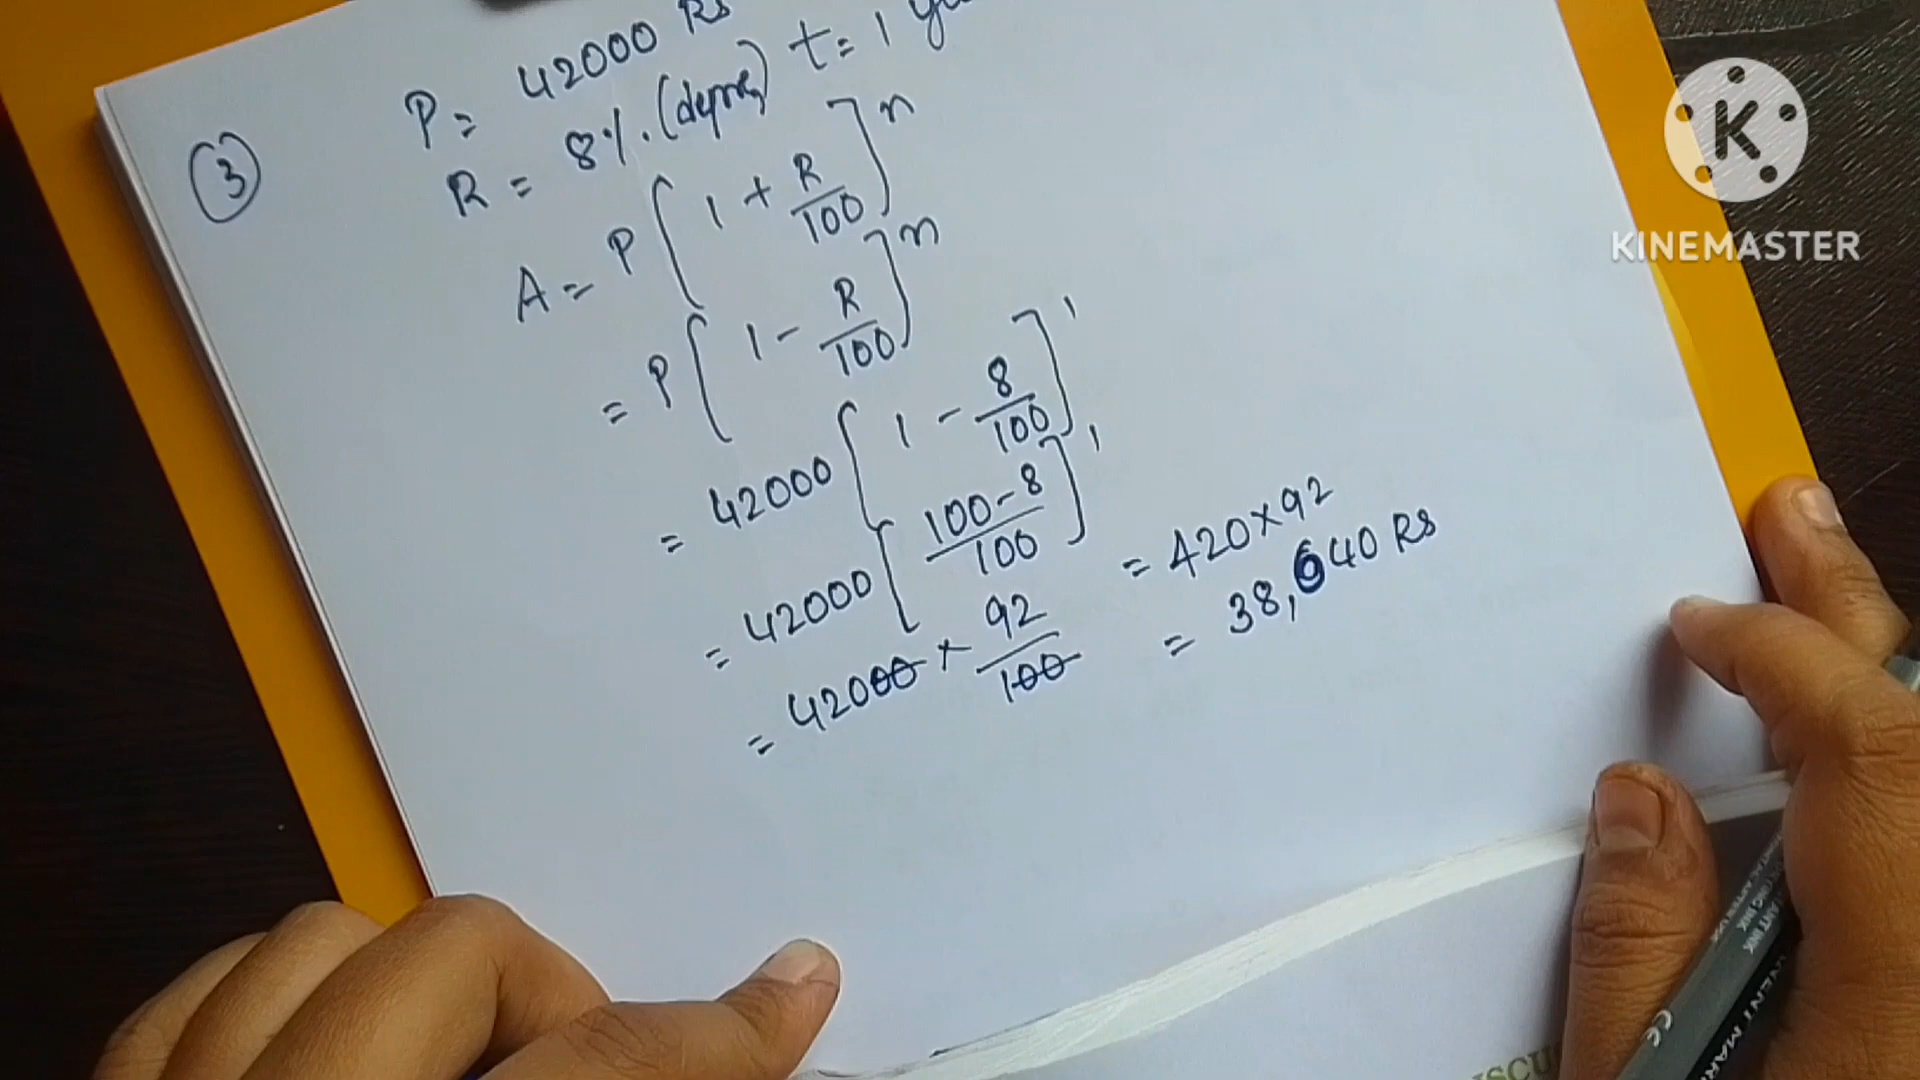 ③
P = 42000 Rs
R = 8%. (depre) t = 1
A = P [1 + R/100]^n
= P [1 - R/100]^n
= 42000 [1 - 8/100]^1
= 42000 [100-8/100]^1
= 42000 × 92/100
= 420×92
= 38,640 Rs
K
KINEMASTER